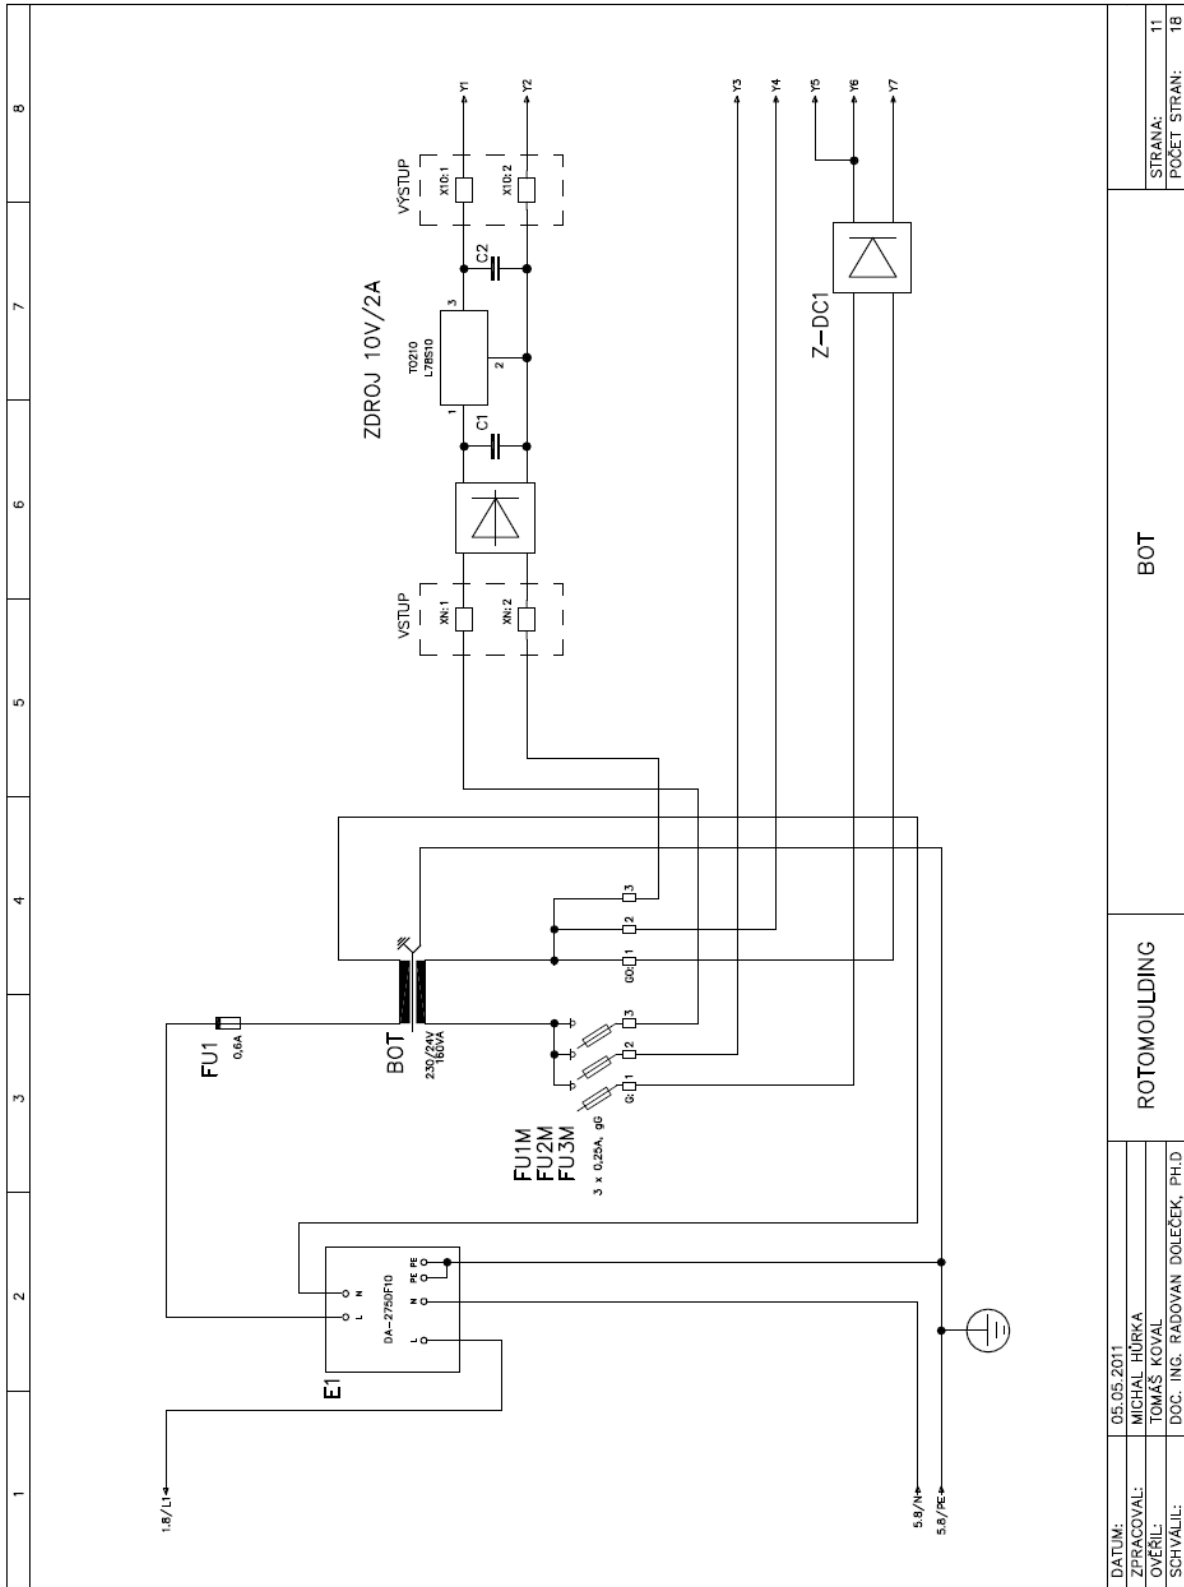 1
2
3
4
5
6
7
8
1.8/L1
E1
DA-275DF10
L
N
L
N
PE
PE
FU1
0,6A
BOT
230/24V
160VA
FU1M
FU2M
FU3M
3 x 0,25A, gG
G:
1
2
3
GO:
1
2
3
VSTUP
XN:1
XN:2
ZDROJ 10V/2A
C1
TO210
L78S10
1
2
3
C2
VÝSTUP
X10:1
X10:2
Z-DC1
Y1
Y2
Y3
Y4
Y5
Y6
Y7
5.8/N
5.8/PE
DATUM: 05.05.2011
ZPRACOVAL: MICHAL HŮRKA
OVĚŘIL: TOMÁŠ KOVAL
SCHVÁLIL: DOC. ING. RADOVAN DOLEČEK, PH.D
ROTOMOULDING
BOT
STRANA: 11
POČET STRAN: 18